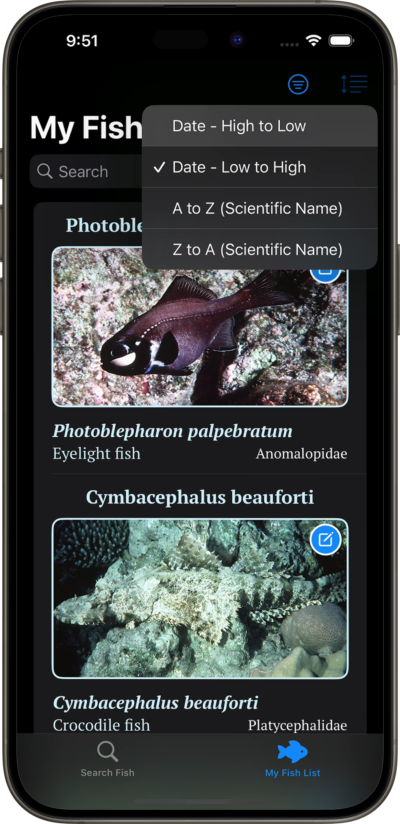 9:51
Date - High to Low
My Fish
Date - Low to High
Search
A to Z (Scientific Name)
Z to A (Scientific Name)
Photoble
Photoblepharon palpebratum
Eyelight fish Anomalopidae
Cymbacephalus beauforti
Cymbacephalus beauforti
Crocodile fish Platycephalidae
Search Fish My Fish List